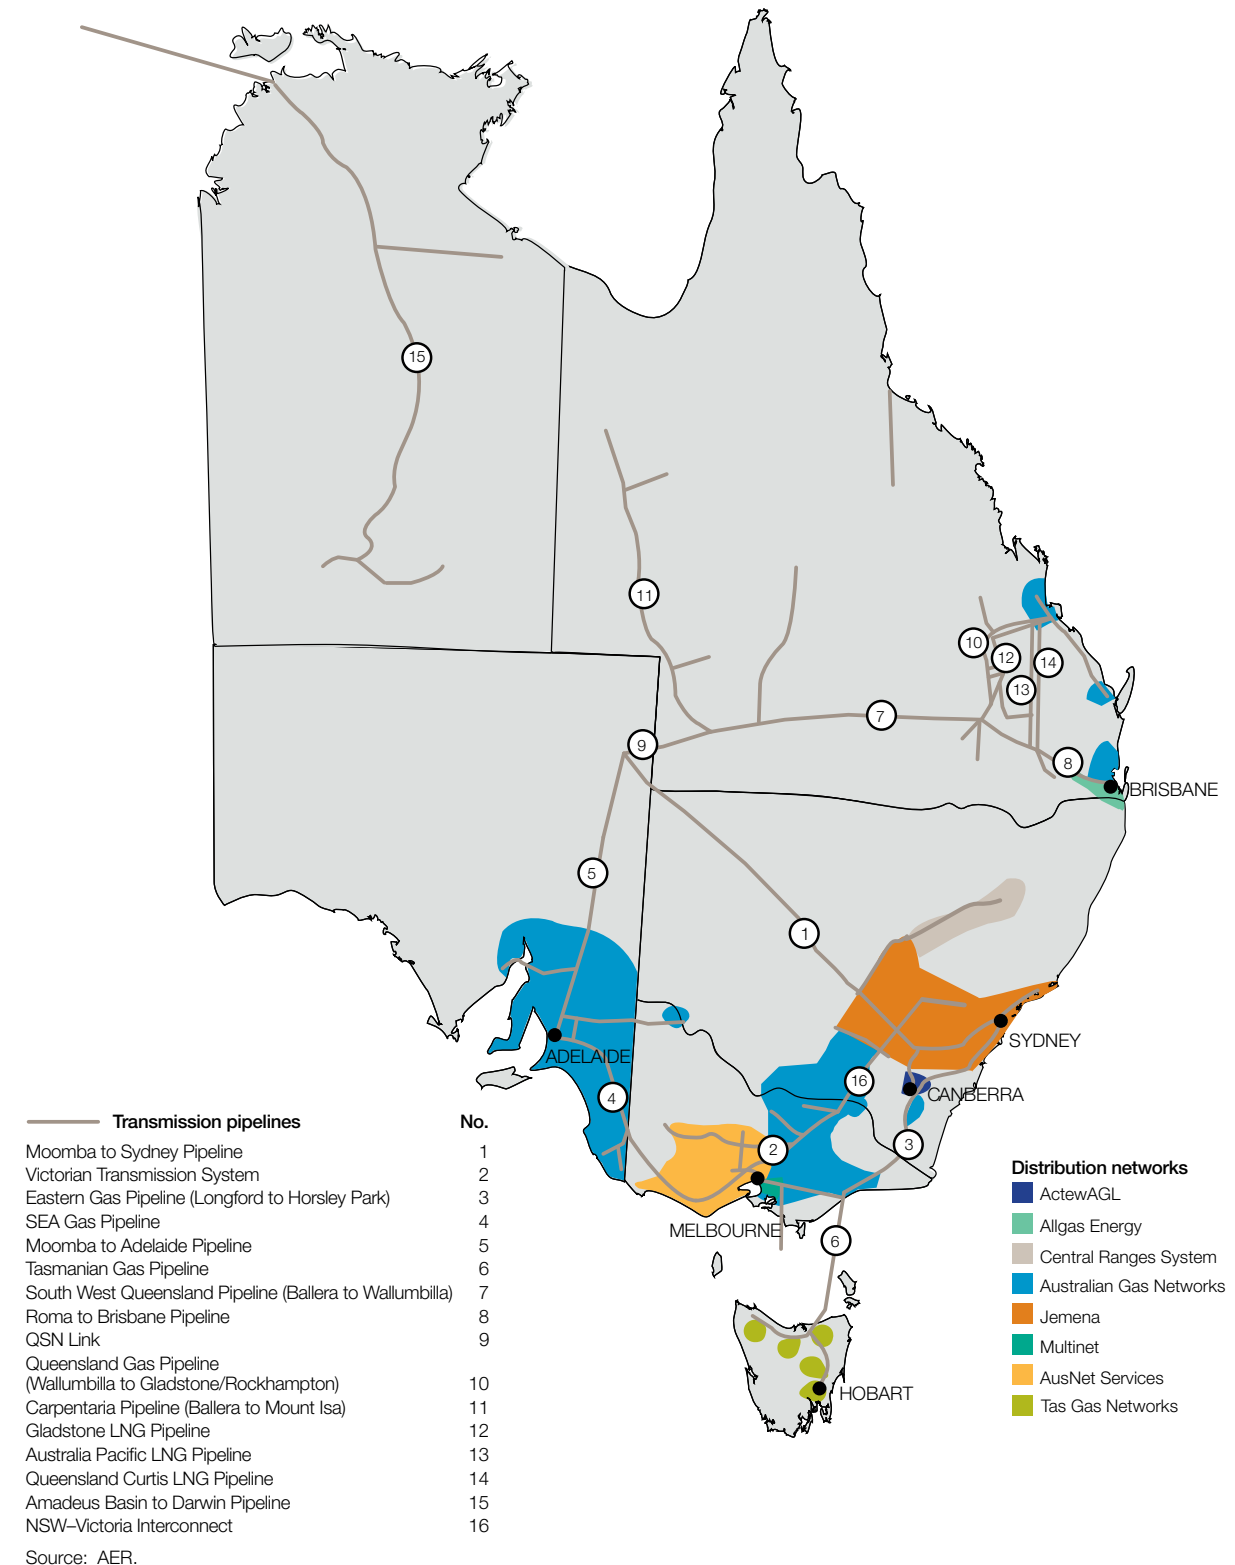 15
11
10
12
14
13
7
9
8
BRISBANE
5
1
SYDNEY
ADELAIDE
16
CANBERRA
4
3
2
MELBOURNE
6
HOBART
Transmission pipelines No.
Moomba to Sydney Pipeline 1
Victorian Transmission System 2
Eastern Gas Pipeline (Longford to Horsley Park) 3
SEA Gas Pipeline 4
Moomba to Adelaide Pipeline 5
Tasmanian Gas Pipeline 6
South West Queensland Pipeline (Ballera to Wallumbilla) 7
Roma to Brisbane Pipeline 8
QSN Link 9
Queensland Gas Pipeline
(Wallumbilla to Gladstone/Rockhampton) 10
Carpentaria Pipeline (Ballera to Mount Isa) 11
Gladstone LNG Pipeline 12
Australia Pacific LNG Pipeline 13
Queensland Curtis LNG Pipeline 14
Amadeus Basin to Darwin Pipeline 15
NSW–Victoria Interconnect 16
Source: AER.
Distribution networks
ActewAGL
Allgas Energy
Central Ranges System
Australian Gas Networks
Jemena
Multinet
AusNet Services
Tas Gas Networks